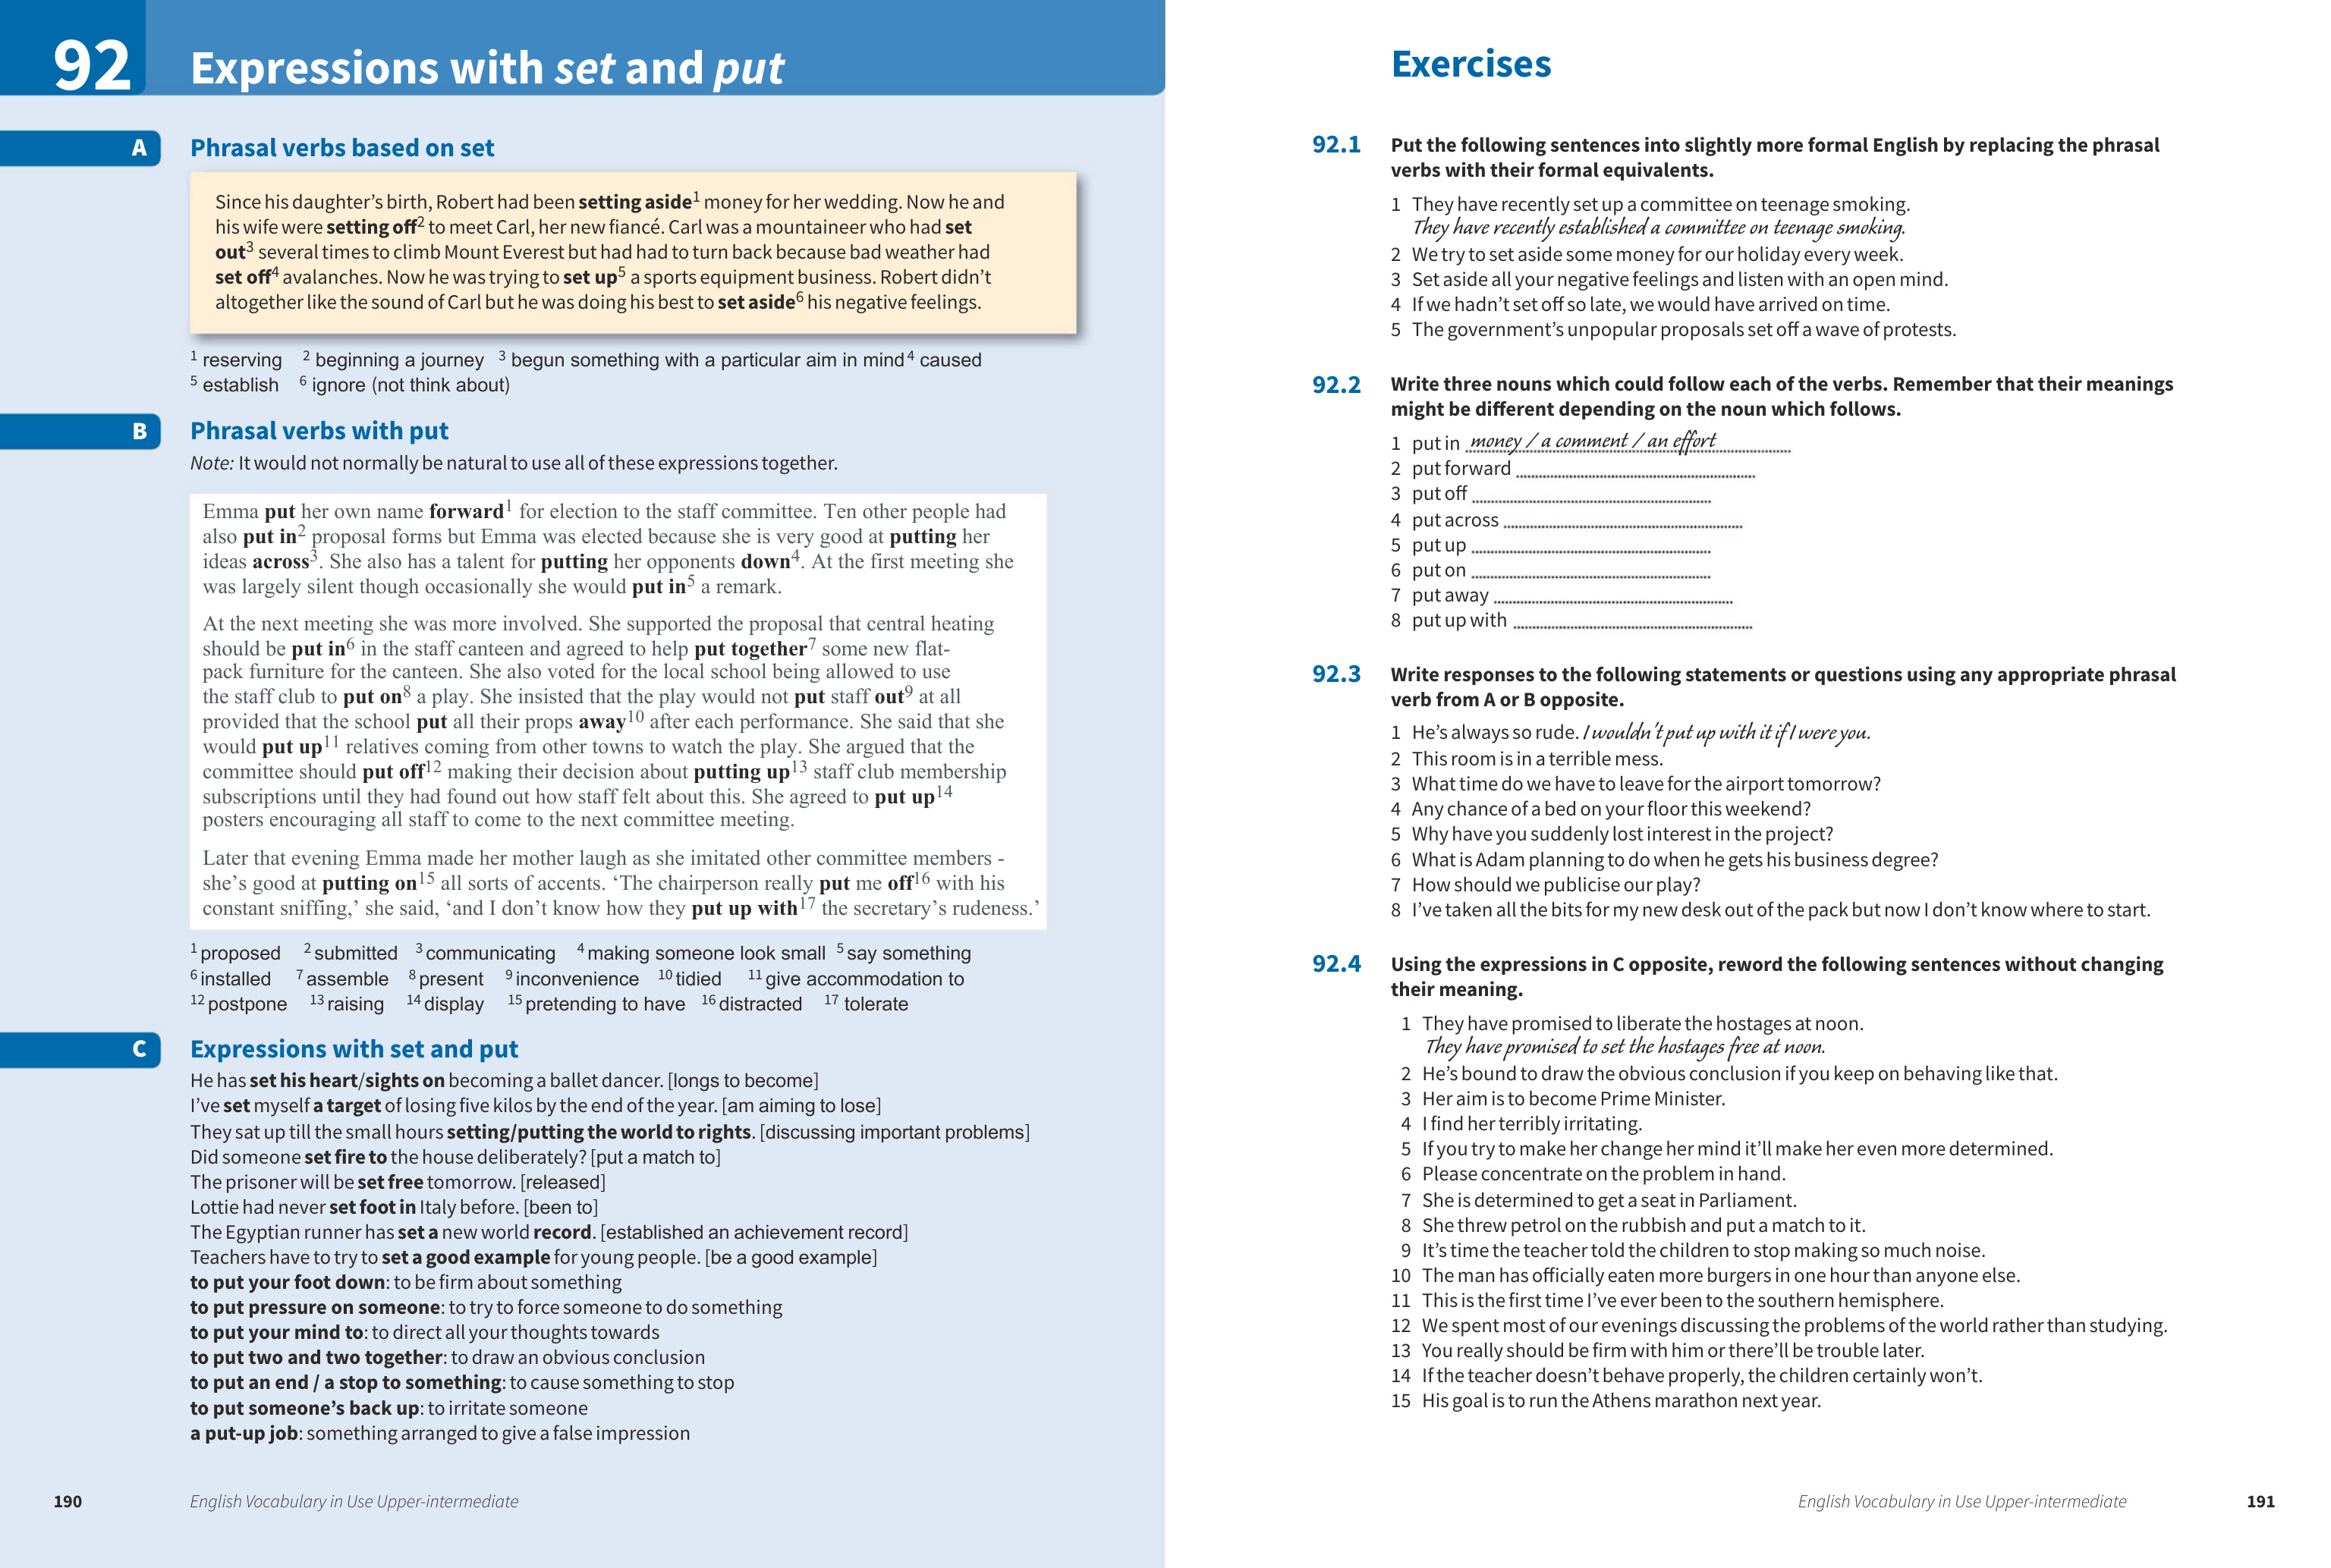 92
Expressions with set and put
A
Phrasal verbs based on set
Since his daughter’s birth, Robert had been setting aside1 money for her wedding. Now he and
his wife were setting off2 to meet Carl, her new fiancé. Carl was a mountaineer who had set
out3 several times to climb Mount Everest but had had to turn back because bad weather had
set off4 avalanches. Now he was trying to set up5 a sports equipment business. Robert didn’t
altogether like the sound of Carl but he was doing his best to set aside6 his negative feelings.
1 reserving 2 beginning a journey 3 begun something with a particular aim in mind 4 caused
5 establish 6 ignore (not think about)
B
Phrasal verbs with put
Note: It would not normally be natural to use all of these expressions together.
Emma put her own name forward1 for election to the staff committee. Ten other people had
also put in2 proposal forms but Emma was elected because she is very good at putting her
ideas across3. She also has a talent for putting her opponents down4. At the first meeting she
was largely silent though occasionally she would put in5 a remark.
At the next meeting she was more involved. She supported the proposal that central heating
should be put in6 in the staff canteen and agreed to help put together7 some new flat-
pack furniture for the canteen. She also voted for the local school being allowed to use
the staff club to put on8 a play. She insisted that the play would not put staff out9 at all
provided that the school put all their props away10 after each performance. She said that she
would put up11 relatives coming from other towns to watch the play. She argued that the
committee should put off12 making their decision about putting up13 staff club membership
subscriptions until they had found out how staff felt about this. She agreed to put up14
posters encouraging all staff to come to the next committee meeting.
Later that evening Emma made her mother laugh as she imitated other committee members -
she’s good at putting on15 all sorts of accents. ‘The chairperson really put me off16 with his
constant sniffing,’ she said, ‘and I don’t know how they put up with17 the secretary’s rudeness.’
1 proposed 2 submitted 3 communicating 4 making someone look small 5 say something
6 installed 7 assemble 8 present 9 inconvenience 10 tidied 11 give accommodation to
12 postpone 13 raising 14 display 15 pretending to have 16 distracted 17 tolerate
C
Expressions with set and put
He has set his heart/sights on becoming a ballet dancer. [longs to become]
I’ve set myself a target of losing five kilos by the end of the year. [am aiming to lose]
They sat up till the small hours setting/putting the world to rights. [discussing important problems]
Did someone set fire to the house deliberately? [put a match to]
The prisoner will be set free tomorrow. [released]
Lottie had never set foot in Italy before. [been to]
The Egyptian runner has set a new world record. [established an achievement record]
Teachers have to try to set a good example for young people. [be a good example]
to put your foot down: to be firm about something
to put pressure on someone: to try to force someone to do something
to put your mind to: to direct all your thoughts towards
to put two and two together: to draw an obvious conclusion
to put an end / a stop to something: to cause something to stop
to put someone’s back up: to irritate someone
a put-up job: something arranged to give a false impression
190
English Vocabulary in Use Upper-intermediate
Exercises
92.1 Put the following sentences into slightly more formal English by replacing the phrasal
verbs with their formal equivalents.
1 They have recently set up a committee on teenage smoking.
They have recently established a committee on teenage smoking.
2 We try to set aside some money for our holiday every week.
3 Set aside all your negative feelings and listen with an open mind.
4 If we hadn’t set off so late, we would have arrived on time.
5 The government’s unpopular proposals set off a wave of protests.
92.2 Write three nouns which could follow each of the verbs. Remember that their meanings
might be different depending on the noun which follows.
1 put in money / a comment / an effort
2 put forward
3 put off
4 put across
5 put up
6 put on
7 put away
8 put up with
92.3 Write responses to the following statements or questions using any appropriate phrasal
verb from A or B opposite.
1 He’s always so rude. I wouldn’t put up with it if I were you.
2 This room is in a terrible mess.
3 What time do we have to leave for the airport tomorrow?
4 Any chance of a bed on your floor this weekend?
5 Why have you suddenly lost interest in the project?
6 What is Adam planning to do when he gets his business degree?
7 How should we publicise our play?
8 I’ve taken all the bits for my new desk out of the pack but now I don’t know where to start.
92.4 Using the expressions in C opposite, reword the following sentences without changing
their meaning.
1 They have promised to liberate the hostages at noon.
They have promised to set the hostages free at noon.
2 He’s bound to draw the obvious conclusion if you keep on behaving like that.
3 Her aim is to become Prime Minister.
4 I find her terribly irritating.
5 If you try to make her change her mind it’ll make her even more determined.
6 Please concentrate on the problem in hand.
7 She is determined to get a seat in Parliament.
8 She threw petrol on the rubbish and put a match to it.
9 It’s time the teacher told the children to stop making so much noise.
10 The man has officially eaten more burgers in one hour than anyone else.
11 This is the first time I’ve ever been to the southern hemisphere.
12 We spent most of our evenings discussing the problems of the world rather than studying.
13 You really should be firm with him or there’ll be trouble later.
14 If the teacher doesn’t behave properly, the children certainly won’t.
15 His goal is to run the Athens marathon next year.
English Vocabulary in Use Upper-intermediate
191